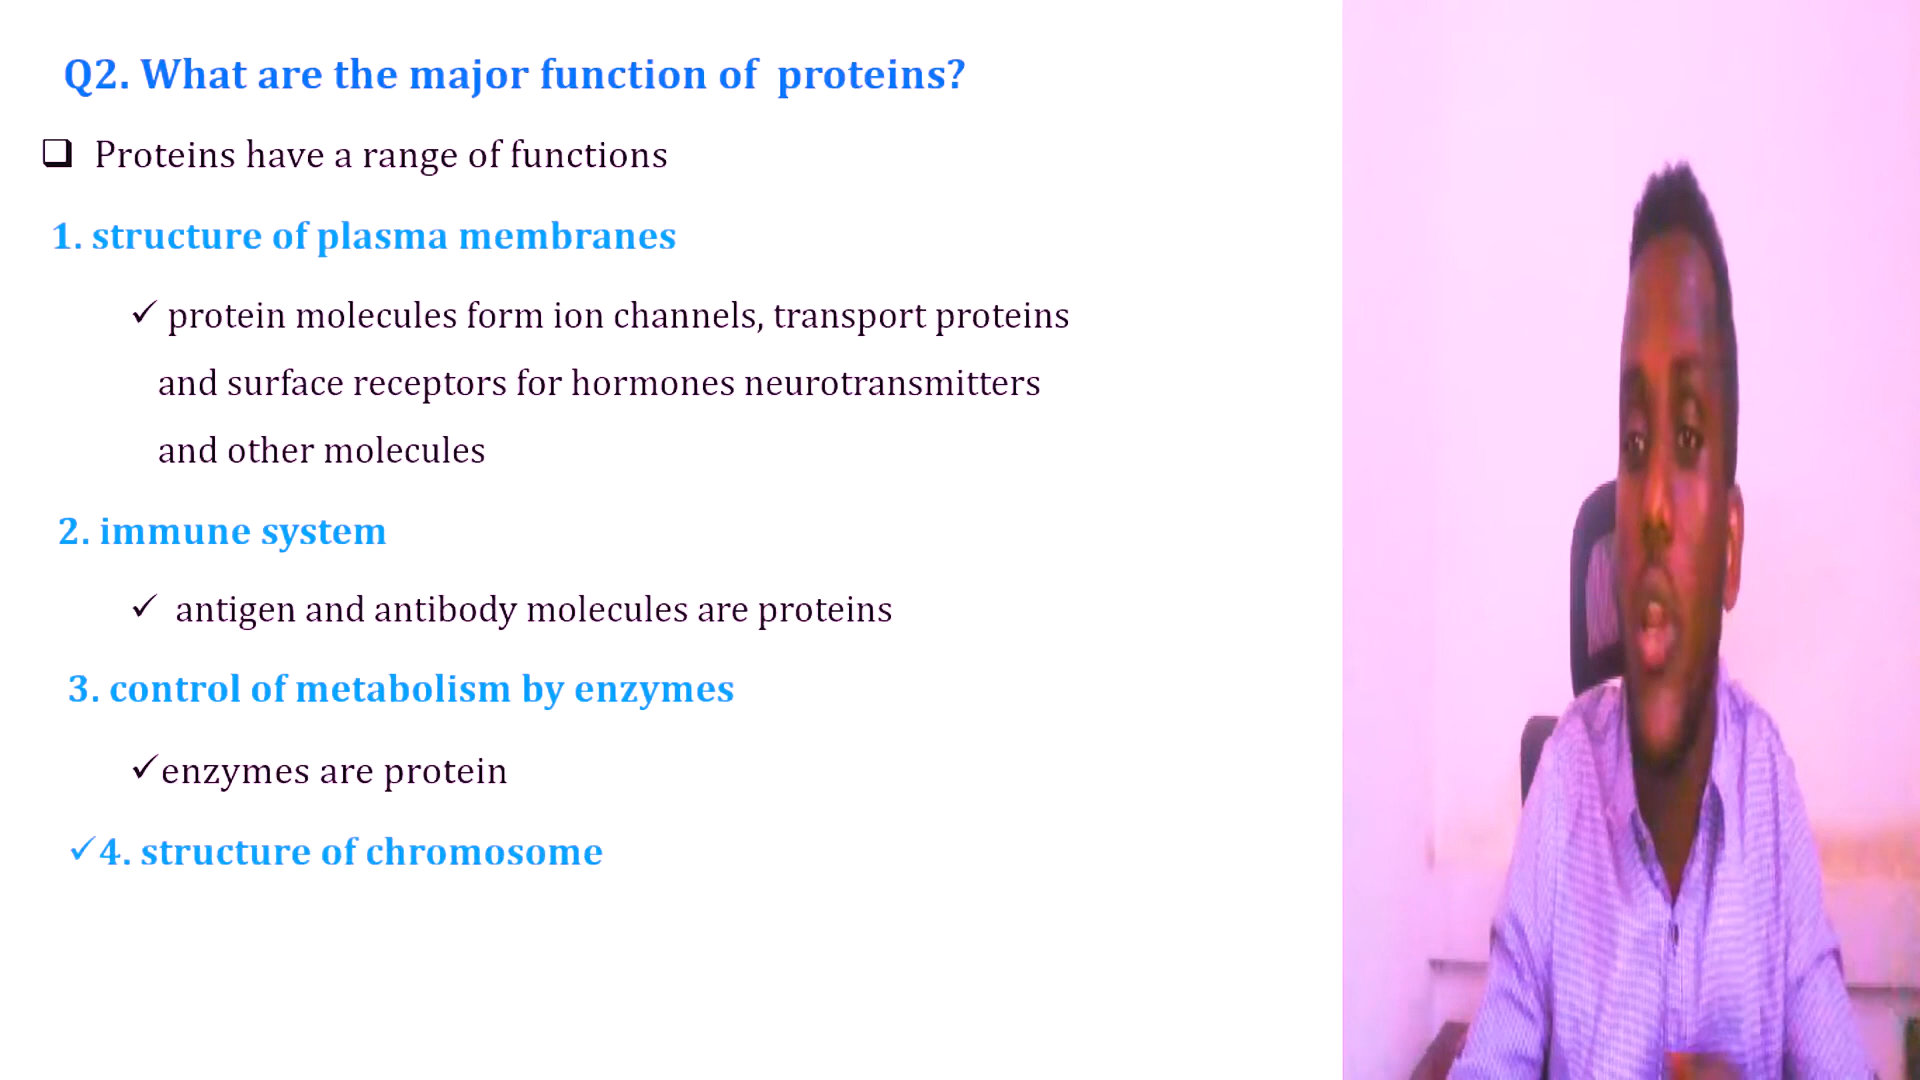 Q2. What are the major function of proteins?
❑ Proteins have a range of functions
1. structure of plasma membranes
✓ protein molecules form ion channels, transport proteins
and surface receptors for hormones neurotransmitters
and other molecules
2. immune system
✓ antigen and antibody molecules are proteins
3. control of metabolism by enzymes
✓enzymes are protein
✓4. structure of chromosome